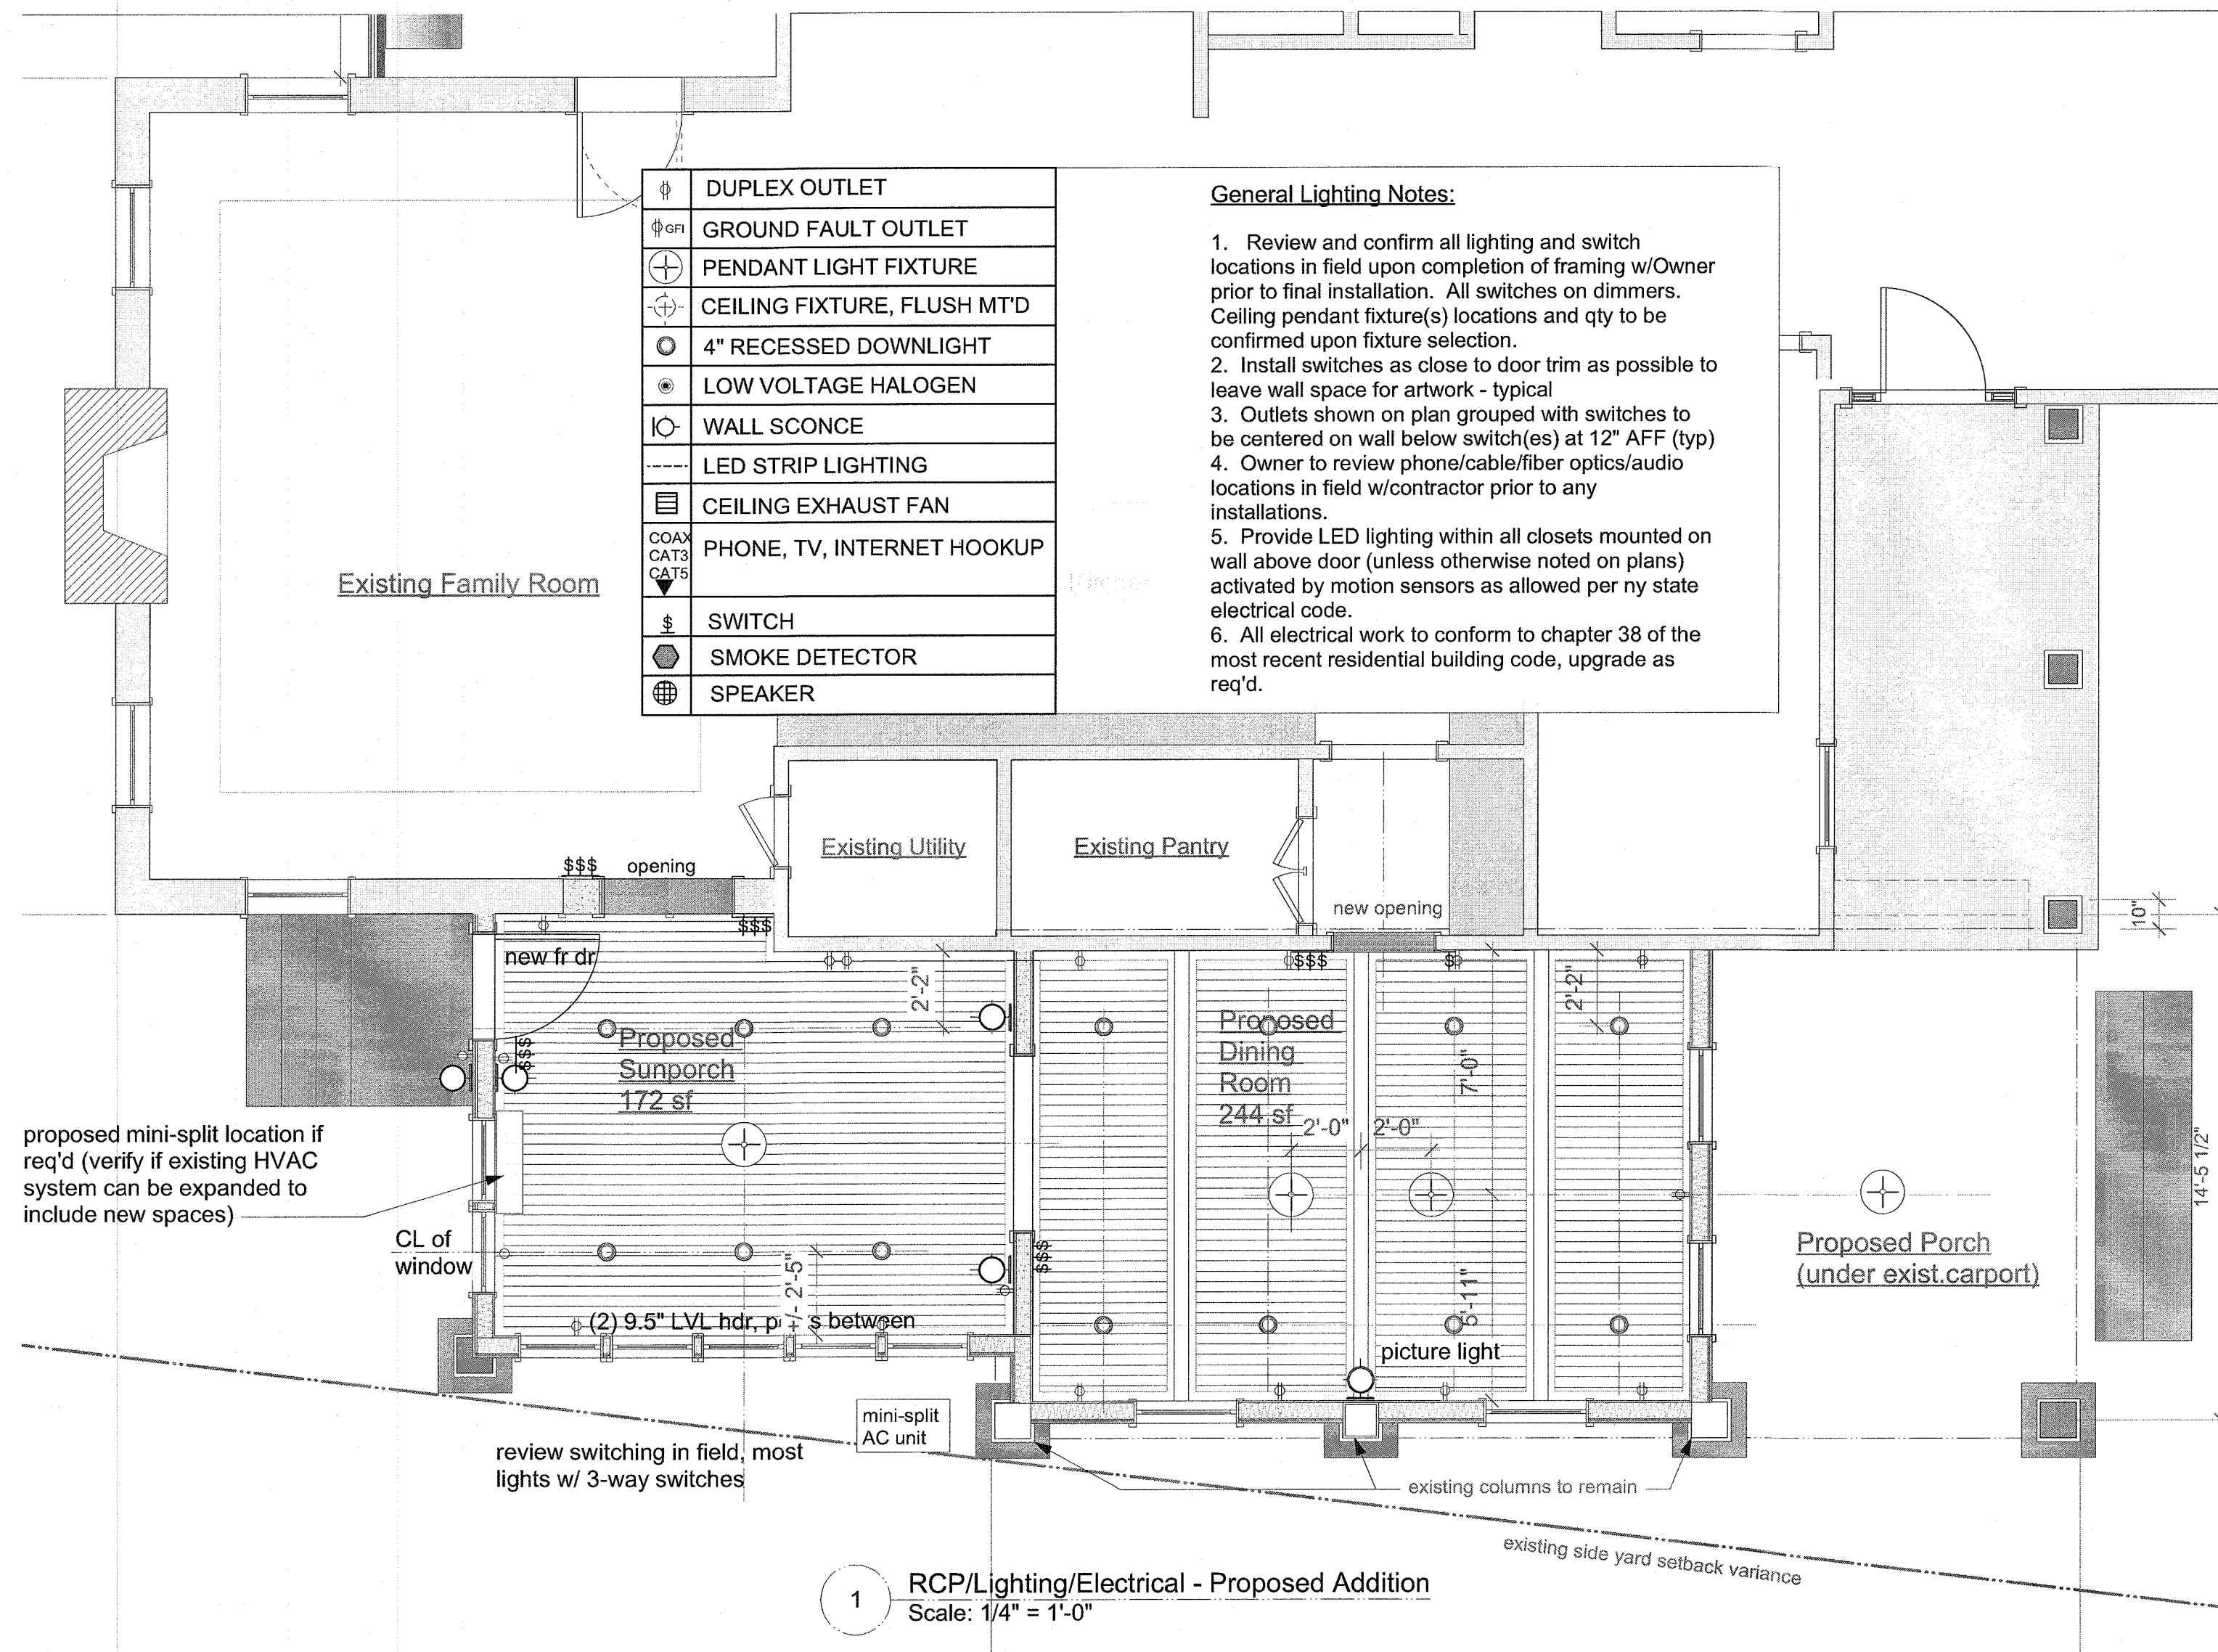 DUPLEX OUTLET
GFI GROUND FAULT OUTLET
PENDANT LIGHT FIXTURE
CEILING FIXTURE, FLUSH MT'D
4" RECESSED DOWNLIGHT
LOW VOLTAGE HALOGEN
WALL SCONCE
LED STRIP LIGHTING
CEILING EXHAUST FAN
COAX
CAT3
CAT5
PHONE, TV, INTERNET HOOKUP
$ SWITCH
SMOKE DETECTOR
SPEAKER
General Lighting Notes:
1. Review and confirm all lighting and switch
locations in field upon completion of framing w/Owner
prior to final installation. All switches on dimmers.
Ceiling pendant fixture(s) locations and qty to be
confirmed upon fixture selection.
2. Install switches as close to door trim as possible to
leave wall space for artwork - typical
3. Outlets shown on plan grouped with switches to
be centered on wall below switch(es) at 12" AFF (typ)
4. Owner to review phone/cable/fiber optics/audio
locations in field w/contractor prior to any
installations.
5. Provide LED lighting within all closets mounted on
wall above door (unless otherwise noted on plans)
activated by motion sensors as allowed per ny state
electrical code.
6. All electrical work to conform to chapter 38 of the
most recent residential building code, upgrade as
req'd.
Existing Family Room
Existing Utility
Existing Pantry
$$$
opening
new opening
10"
$$$
new fr dr
2'-2"
$$$
$
2'-2"
$$$
Proposed
Sunporch
172 sf
Proposed
Dining
Room
244 sf
7'-0"
2'-0"
2'-0"
14'-5 1/2"
proposed mini-split location if
req'd (verify if existing HVAC
system can be expanded to
include new spaces)
CL of
window
$$$
+/- 2'-5"
5'-11"
Proposed Porch
(under exist.carport)
(2) 9.5" LVL hdr, between
picture light
mini-split
AC unit
review switching in field, most
lights w/ 3-way switches
existing columns to remain
existing side yard setback variance
1
RCP/Lighting/Electrical - Proposed Addition
Scale: 1/4" = 1'-0"